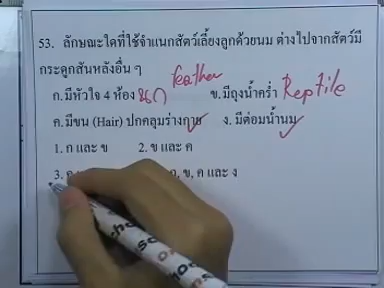 53. ลักษณะใดที่ใช้จำแนกสัตว์เลี้ยงลูกด้วยนม ต่างไปจากสัตว์มี
กระดูกสันหลังอื่น ๆ
feather
ก.มีหัวใจ 4 ห้อง นก ข.มีถุงน้ำคร่ำ Reptile
ค.มีขน (Hair) ปกคลุมร่างกาย ง. มีต่อมน้ำนม
1. ก และ ข 2. ข และ ค
3. ข, ค และ ง